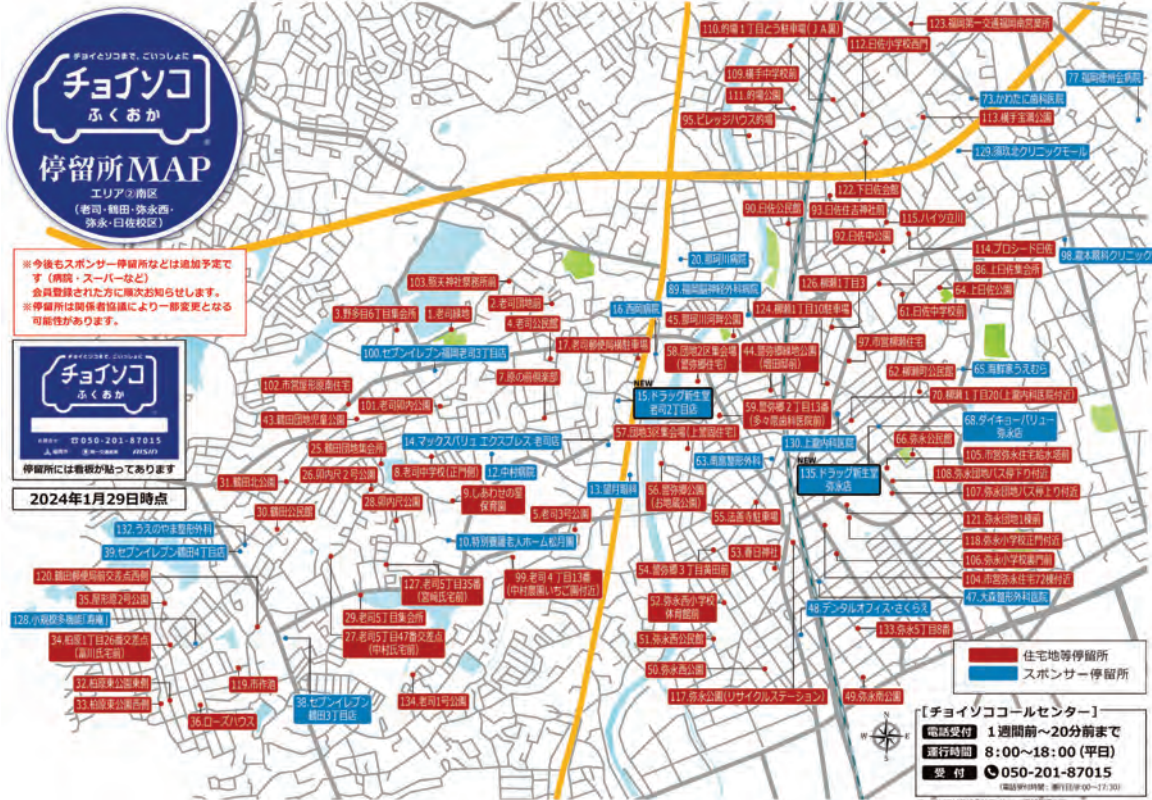 チョイとソコまで、ごいっしょに
チョイソコ
ふくおか
停留所MAP
エリア②南区
(老司・鶴田・弥永西・
弥永・日佐校区)
※今後もスポンサー停留所などは追加予定で
す(病院・スーパーなど)
会員登録された方に順次お知らせします。
※停留所は関係者協議により一部変更となる
可能性があります。
チョイとソコまで、ごいっしょに
チョイソコ
ふくおか
☎050-201-87015
AISIN
停留所には看板が貼ってあります
2024年1月29日時点
110.的場1丁目とう駐車場(JA裏)
123.福岡第一交通福岡南営業所
112.日佐小学校西門
109.横手中学校前
111.的場公園
95.ビレッジハウス的場
77.福岡徳洲会病院
73.かわたに歯科医院
113.横手宝満公園
129.須玖北クリニックモール
122.下日佐会館
90.日佐公民館
93.日佐住吉神社前
115.ハイツ立川
92.日佐中公園
114.プロシード日佐
98.瀧本眼科クリニック
86.上日佐集会所
64.上日佐公園
20.那珂川病院
89.福岡脳神経外科病院
126.柳瀬1丁目3
103.熊天神社祭務所前
2.老司団地前
3.野多目6丁目集会所
1.老司緑地
4.老司公民館
16.西岡病院
45.那珂川河畔公園
124.柳瀬1丁目10駐車場
61.日佐中学校前
17.老司郵便局横駐車場
100.セブンイレブン福岡老司3丁目店
58.団地2区集会場
(警弥郷住宅)
44.警弥郷緑地公園
(増田様前)
97.市営柳瀬住宅
7.原の前倶楽部
62.柳瀬町公民館
65.海鮮家うえむら
102.市営屋形原南住宅
101.老司卯内公園
NEW
15.ドラッグ新生堂
老司2丁目店
70.柳瀬1丁目20(上瀧内科医院付近)
43.鶴田団地児童公園
59.警弥郷2丁目13番
(多々隈歯科医院前)
68.ダイキョーバリュー
弥永店
25.鶴田団地集会所
14.マックスバリュ エクスプレス 老司店
57.団地3区集会場(上警固住宅)
130.上瀧内科医院
66.弥永公園
26.卯内尺2号公園
8.老司中学校(正門側)
12.中村病院
63.南島整形外科
105.市営弥永住宅給水塔前
31.鶴田北公園
NEW
135.ドラッグ新生堂
弥永店
108.弥永団地バス停下り付近
28.卯内尺公園
9.しあわせの星
保育園
13.望月眼科
56.警弥郷公園
(お地蔵公園)
107.弥永団地バス停上り付近
30.鶴田公民館
5.老司3号公園
55.法善寺駐車場
121.弥永団地1棟前
132.うえのやま整形外科
10.特別養護老人ホーム松月園
118.弥永小学校正門付近
39.セブンイレブン鶴田4丁目店
53.春日神社
106.弥永小学校裏門前
120.鶴田郵便局前交差点西側
127.老司5丁目35番
(宮崎氏宅前)
99.老司4丁目13番
(中村農園いちご園付近)
54.警弥郷3丁目黄田前
104.市営弥永住宅72棟付近
35.屋形原2号公園
47.大森整形外科医院
128.小規模多機能「寿庵」
29.老司5丁目集会所
52.弥永西小学校
体育館前
48.デンタルオフィス・さくらえ
34.柏原1丁目26番交差点
(富川氏宅前)
27.老司5丁目47番交差点
(中村氏宅前)
51.弥永西公民館
133.弥永5丁目8番
50.弥永西公園
32.柏原東公園東側
119.市作池
33.柏原東公園西側
38.セブンイレブン
鶴田3丁目店
134.老司1号公園
117.弥永公園(リサイクルステーション)
49.弥永南公園
36.ローズハウス
住宅地等停留所
スポンサー停留所
N
W
E
S
[チョイソココールセンター]
電話受付 1週間前〜20分前まで
運行時間 8:00〜18:00(平日)
受付 ☎050-201-87015